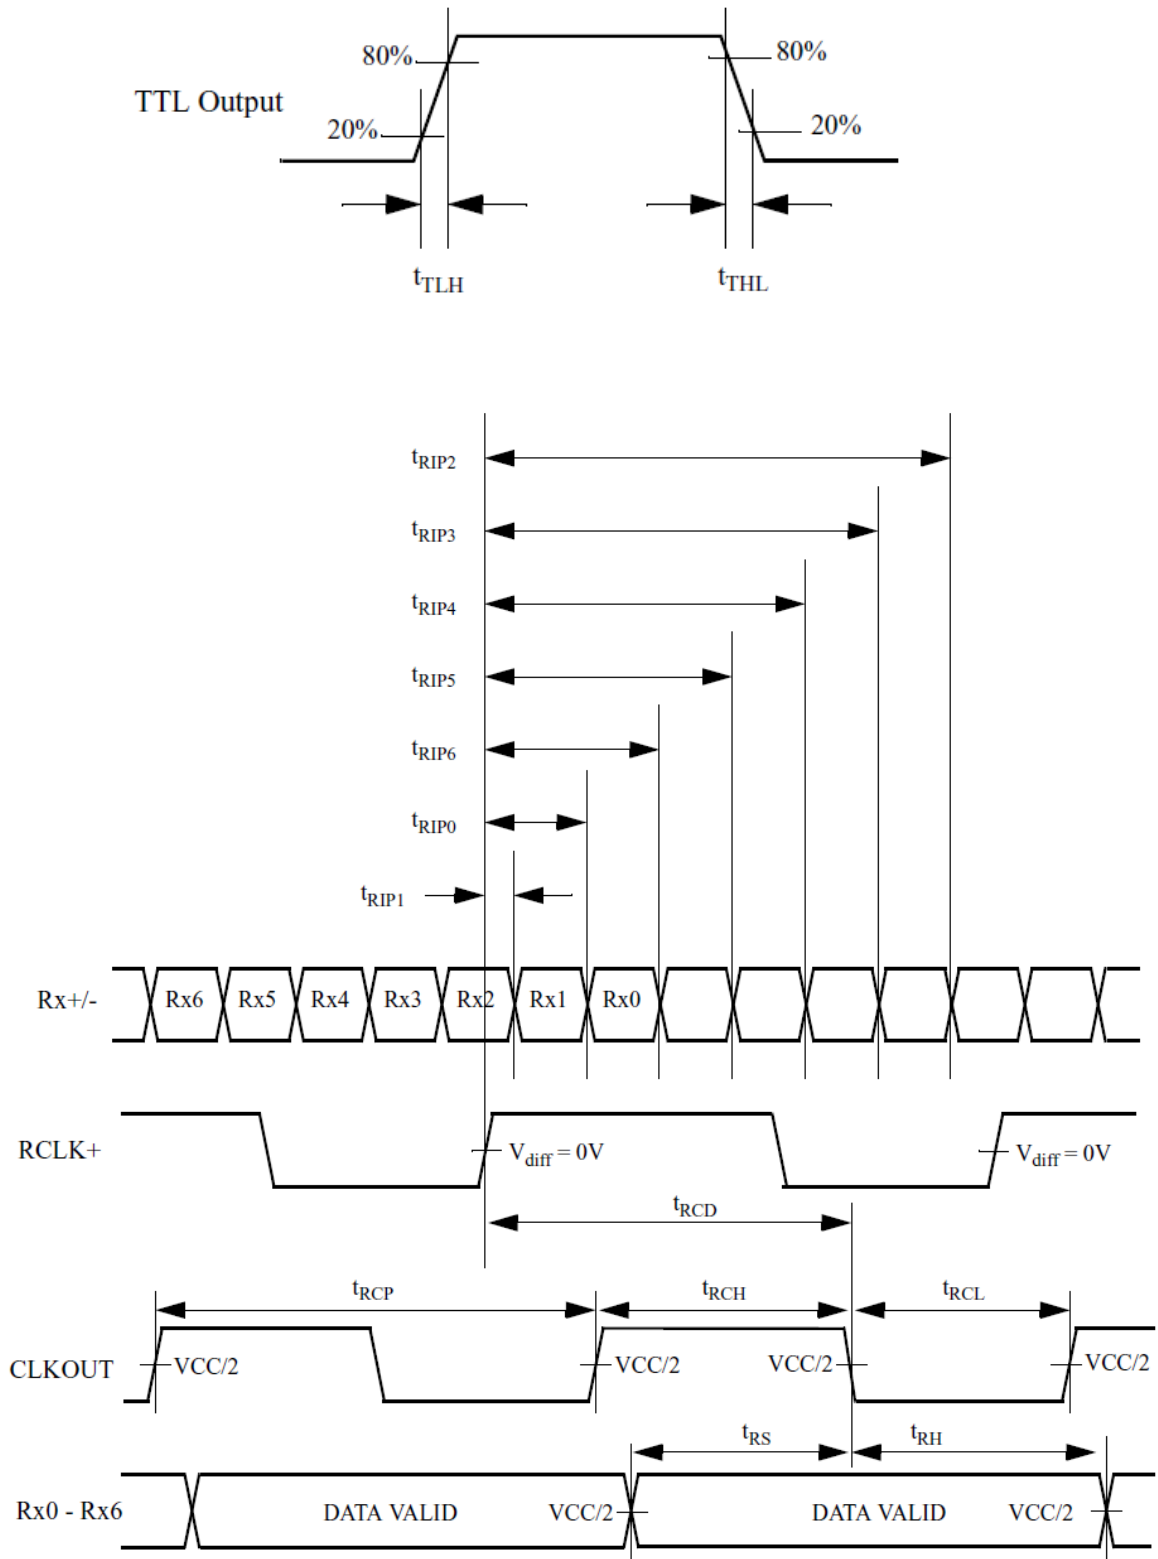 80%
80%
TTL Output
20%
20%
tTLH
tTHL
tRIP2
tRIP3
tRIP4
tRIP5
tRIP6
tRIP0
tRIP1
Rx+/-
Rx6
Rx5
Rx4
Rx3
Rx2
Rx1
Rx0
RCLK+
Vdiff = 0V
Vdiff = 0V
tRCD
tRCP
tRCH
tRCL
CLKOUT
VCC/2
VCC/2
VCC/2
VCC/2
tRS
tRH
Rx0 - Rx6
DATA VALID
VCC/2
DATA VALID
VCC/2